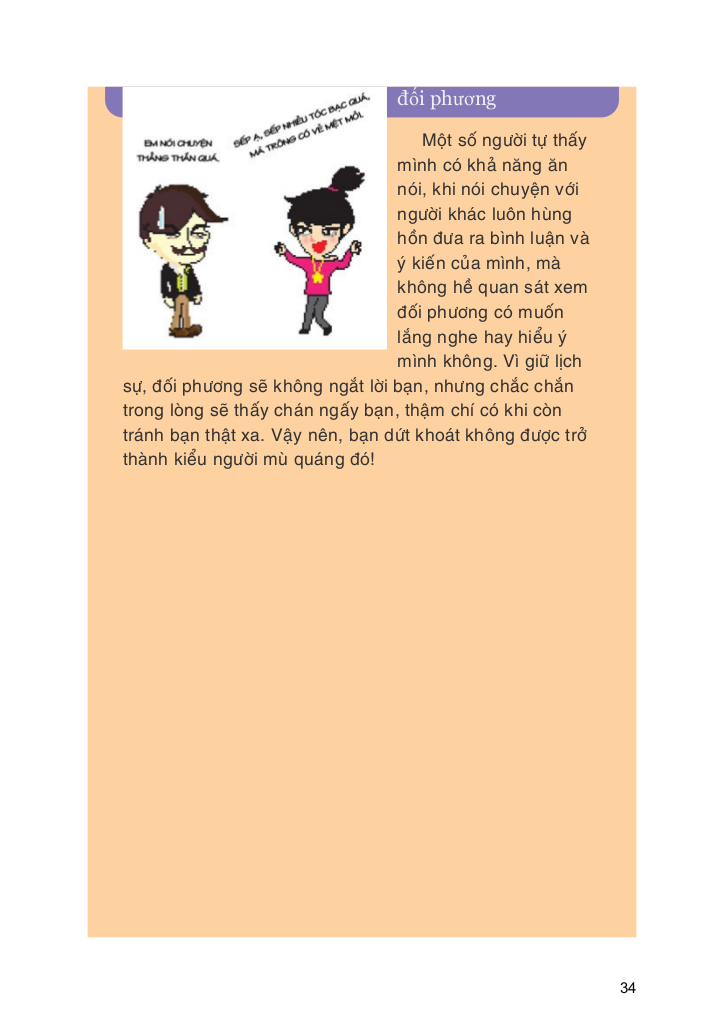 đối phương
EM NÓI CHUYỆN
THẲNG THẮN QUÁ.
SẾP Ạ, SẾP NHIỀU TÓC BẠC QUÁ,
MÀ TRÔNG CÓ VẺ MỆT MỎI.
Một số người tự thấy
mình có khả năng ăn
nói, khi nói chuyện với
người khác luôn hùng
hồn đưa ra bình luận và
ý kiến của mình, mà
không hề quan sát xem
đối phương có muốn
lắng nghe hay hiểu ý
mình không. Vì giữ lịch
sự, đối phương sẽ không ngắt lời bạn, nhưng chắc chắn
trong lòng sẽ thấy chán ngấy bạn, thậm chí có khi còn
tránh bạn thật xa. Vậy nên, bạn dứt khoát không được trở
thành kiểu người mù quáng đó!
34